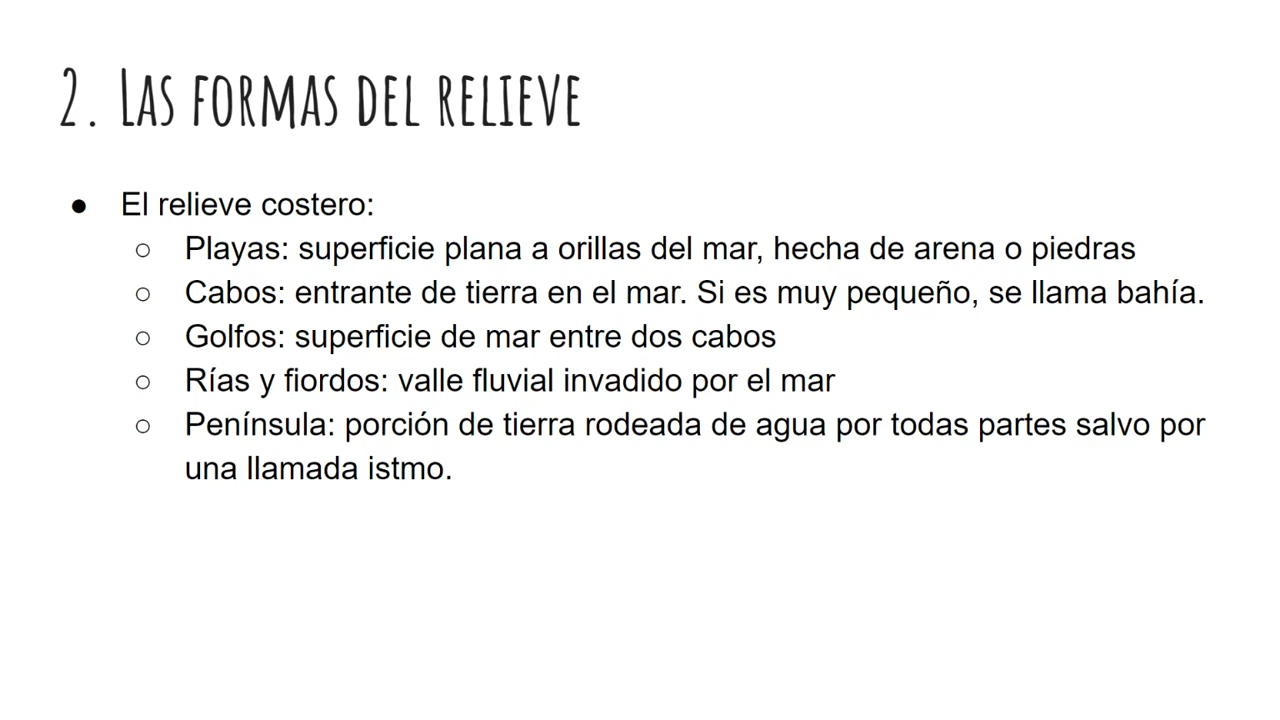 2. Las formas del relieve
● El relieve costero:
○ Playas: superficie plana a orillas del mar, hecha de arena o piedras
○ Cabos: entrante de tierra en el mar. Si es muy pequeño, se llama bahía.
○ Golfos: superficie de mar entre dos cabos
○ Rías y fiordos: valle fluvial invadido por el mar
○ Península: porción de tierra rodeada de agua por todas partes salvo por
una llamada istmo.